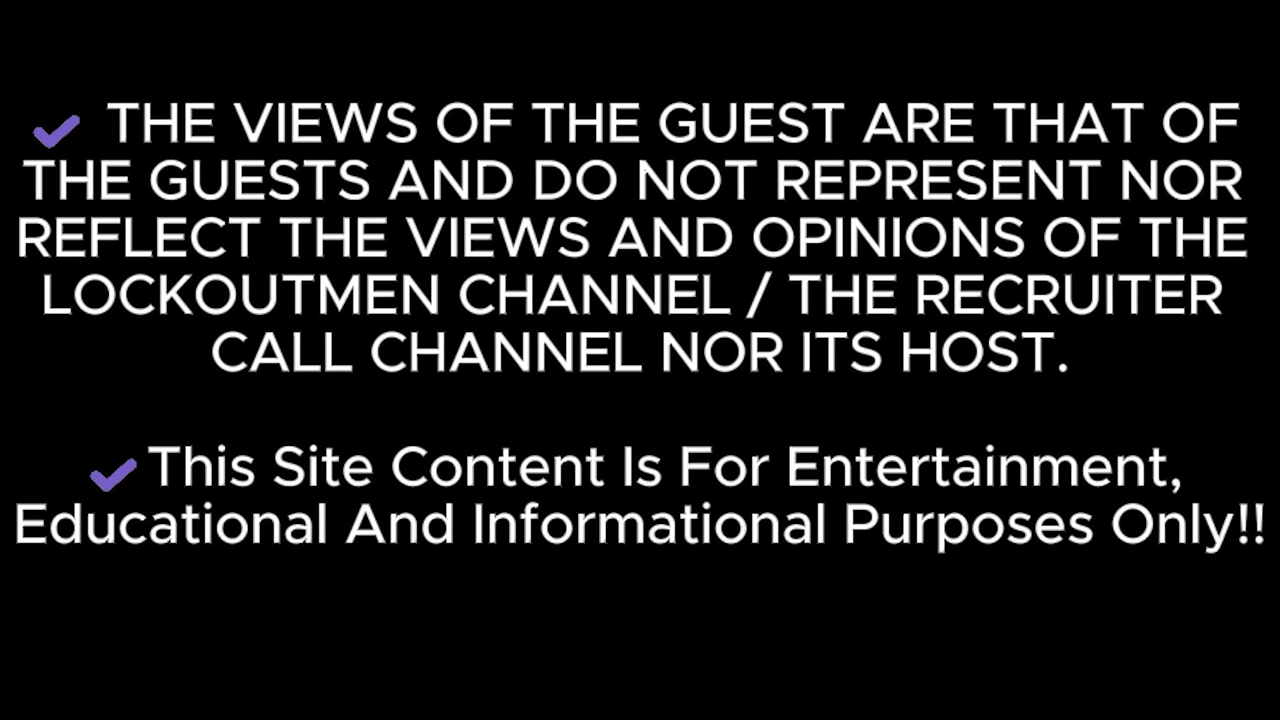 ✔ THE VIEWS OF THE GUEST ARE THAT OF
THE GUESTS AND DO NOT REPRESENT NOR
REFLECT THE VIEWS AND OPINIONS OF THE
LOCKOUTMEN CHANNEL / THE RECRUITER
CALL CHANNEL NOR ITS HOST.
✔This Site Content Is For Entertainment,
Educational And Informational Purposes Only!!